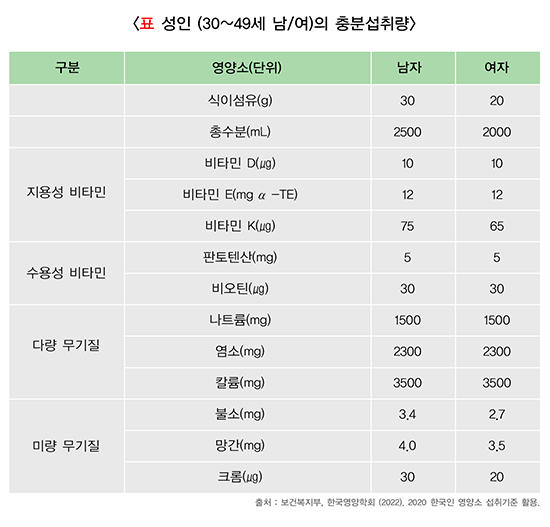 <표 성인 (30~49세 남/여)의 충분섭취량>
구분 영양소(단위) 남자 여자
식이섬유(g) 30 20
총수분(mL) 2500 2000
지용성 비타민 비타민 D(㎍) 10 10
비타민 E(mg α -TE) 12 12
비타민 K(㎍) 75 65
수용성 비타민 판토텐산(mg) 5 5
비오틴(㎍) 30 30
다량 무기질 나트륨(mg) 1500 1500
염소(mg) 2300 2300
칼륨(mg) 3500 3500
미량 무기질 불소(mg) 3.4 2.7
망간(mg) 4.0 3.5
크롬(㎍) 30 20
출처 : 보건복지부, 한국영양학회 (2022), 2020 한국인 영양소 섭취기준 활용.